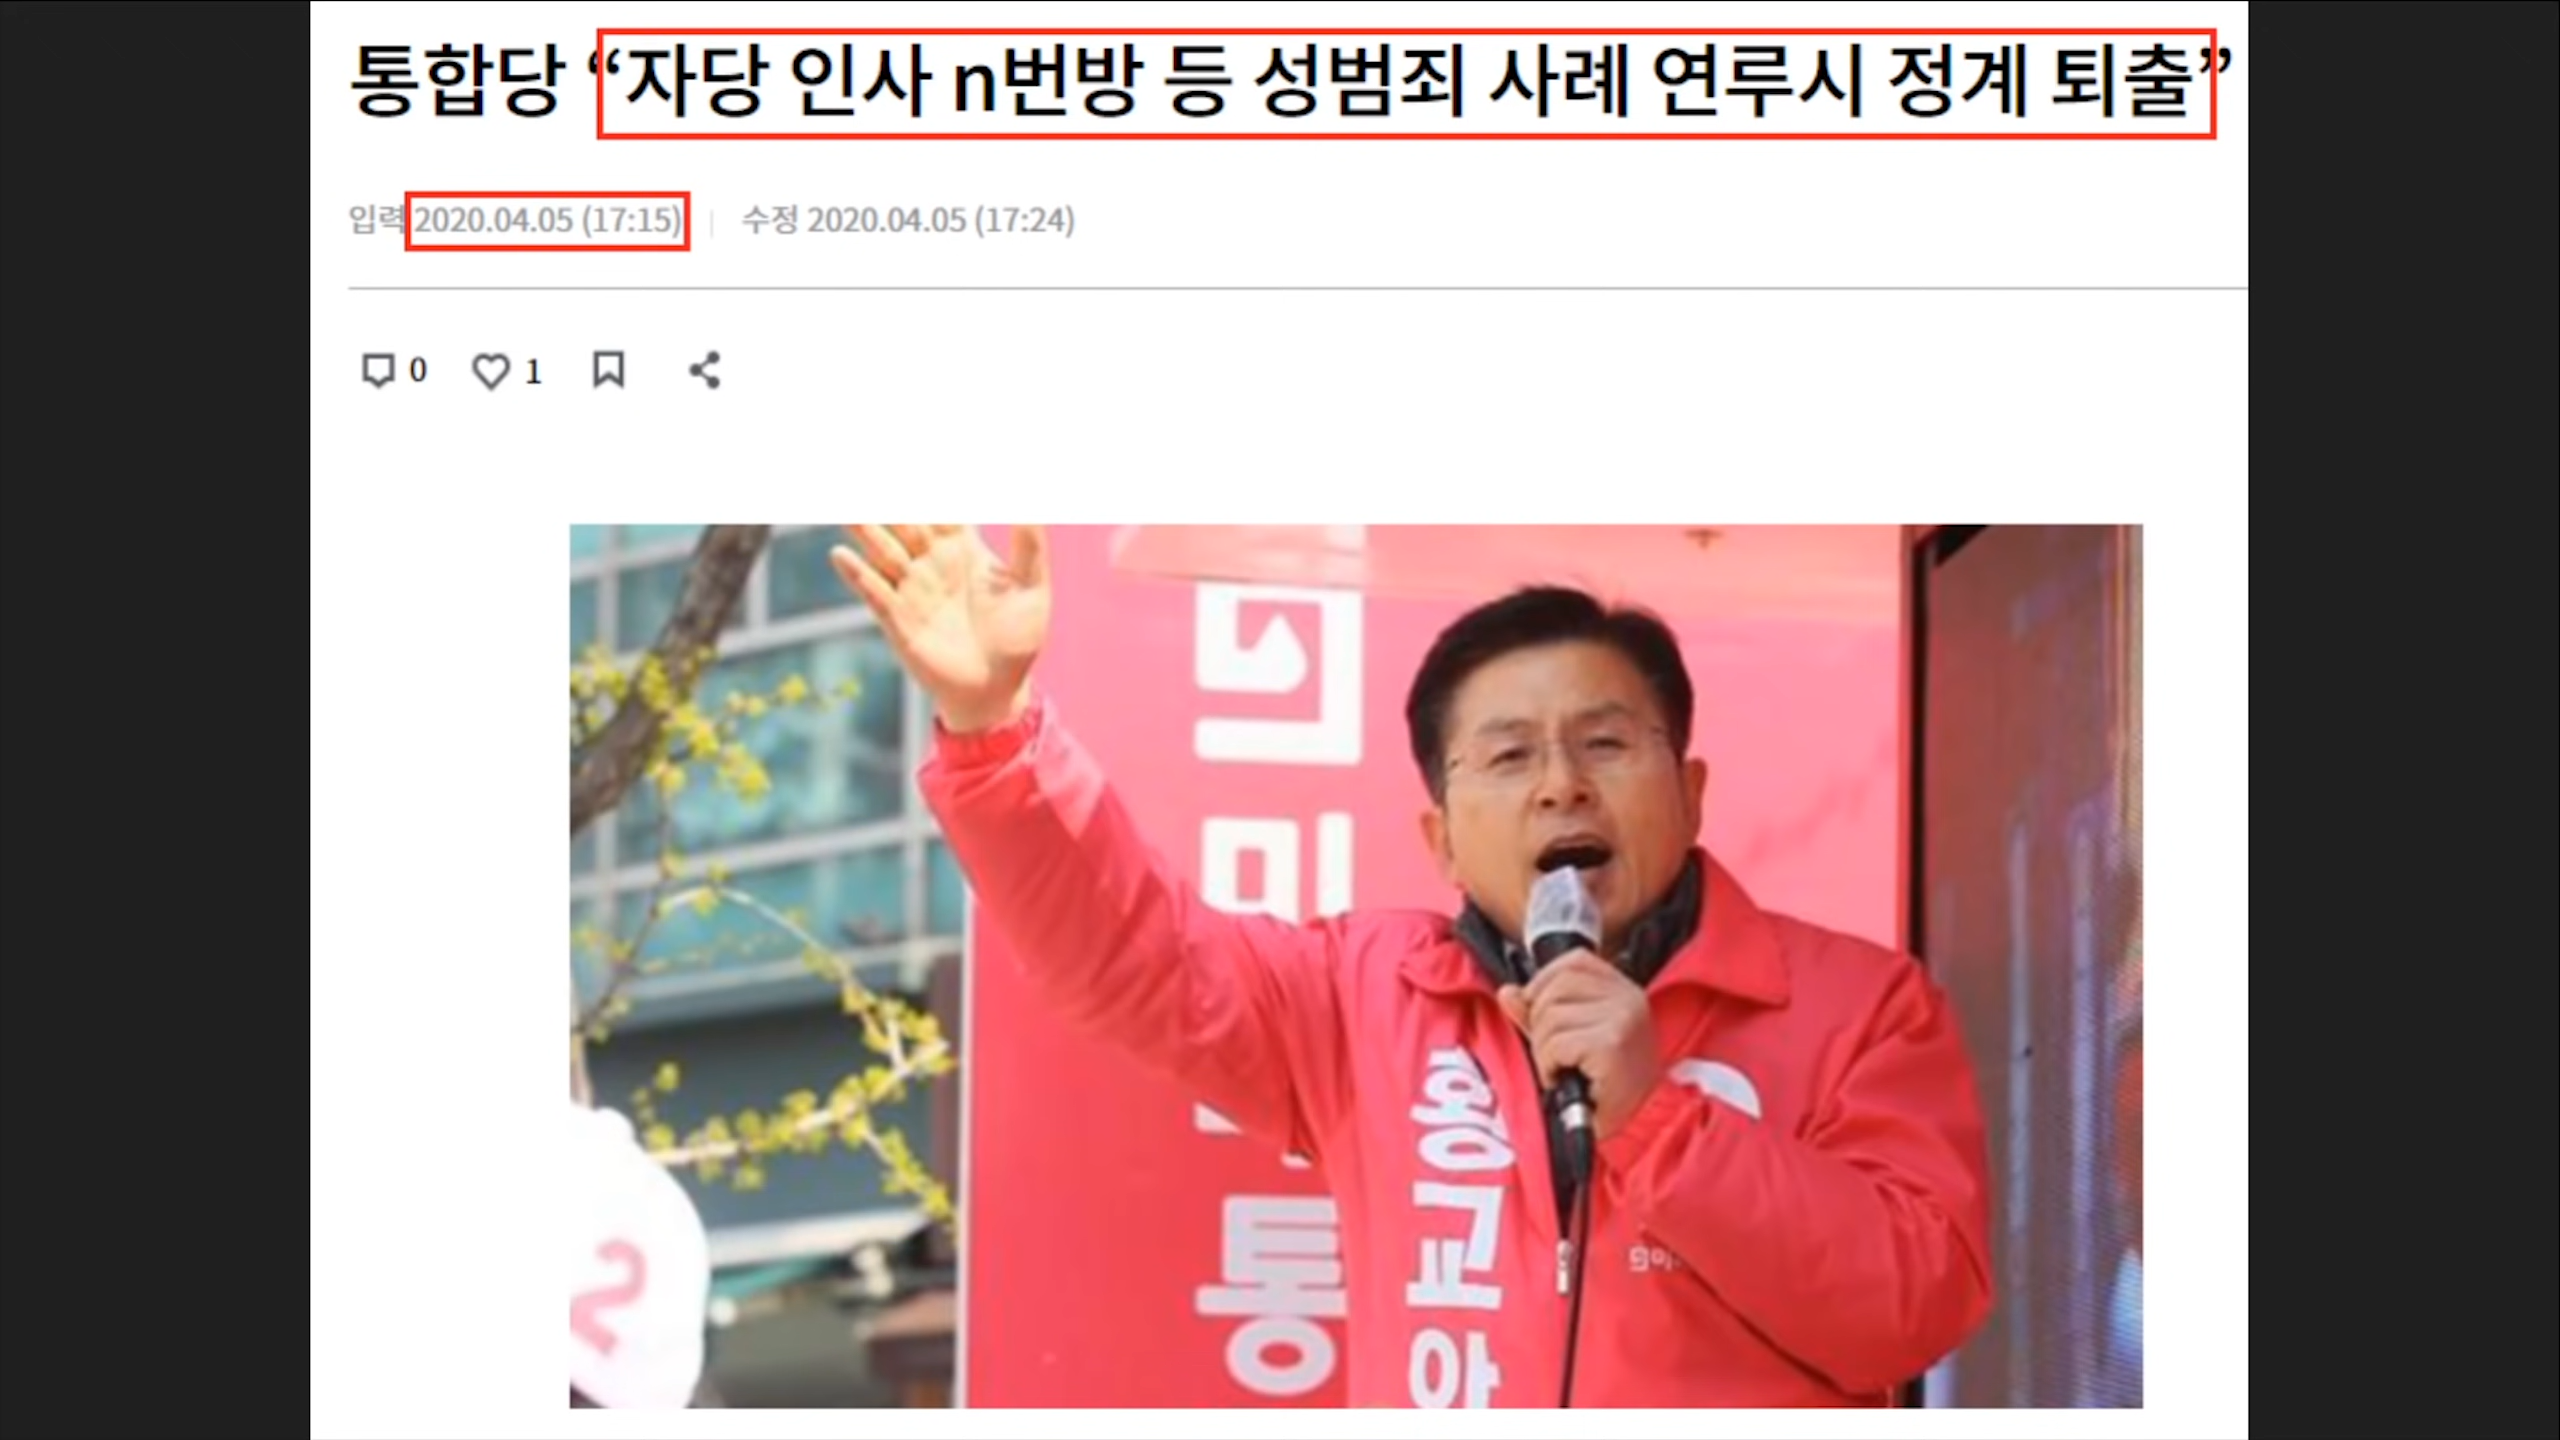 통합당 “자당 인사 n번방 등 성범죄 사례 연루시 정계 퇴출”
입력 2020.04.05 (17:15) | 수정 2020.04.05 (17:24)
0 1
통
황교안
2